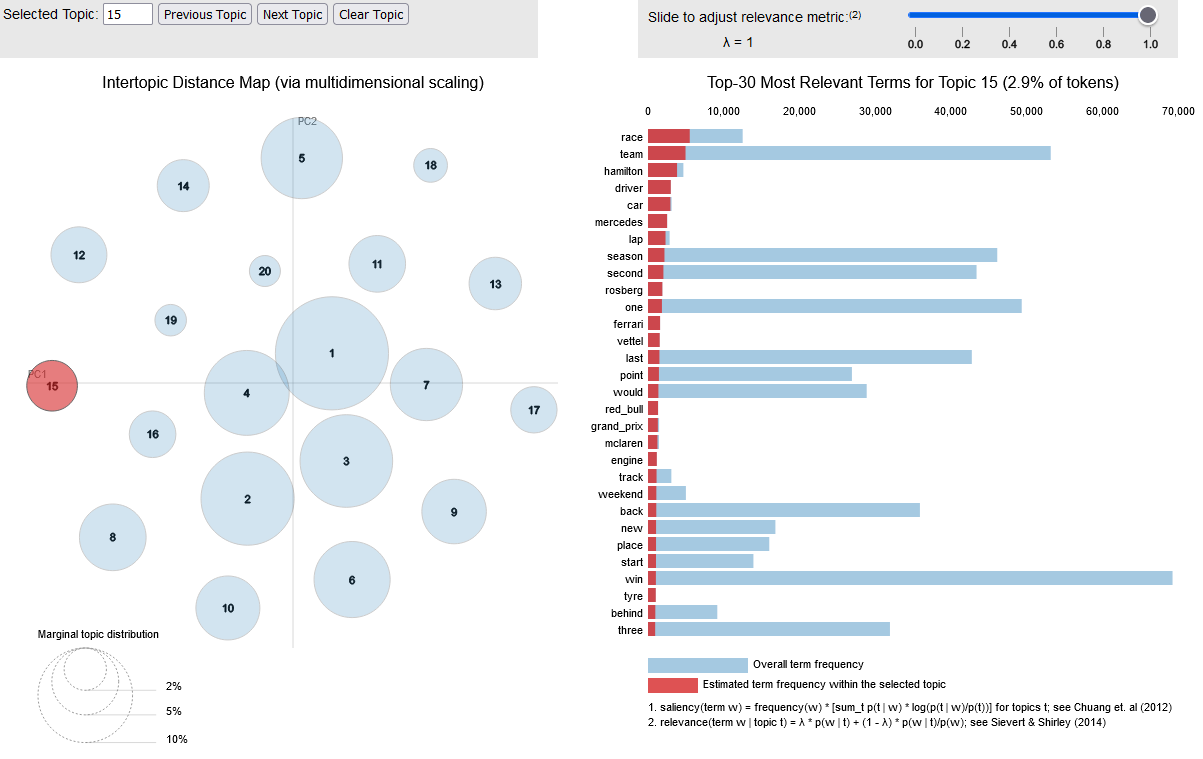 Selected Topic: 15 Previous Topic Next Topic Clear Topic
Slide to adjust relevance metric:(2)
λ = 1
0.0 0.2 0.4 0.6 0.8 1.0
Intertopic Distance Map (via multidimensional scaling)
PC2
5
18
14
12
11
20
13
19
1
PC1
15
4
7
17
16
3
2
9
8
6
10
Marginal topic distribution
2%
5%
10%
Top-30 Most Relevant Terms for Topic 15 (2.9% of tokens)
0 10,000 20,000 30,000 40,000 50,000 60,000 70,000
race
team
hamilton
driver
car
mercedes
lap
season
second
rosberg
one
ferrari
vettel
last
point
would
red_bull
grand_prix
mclaren
engine
track
weekend
back
new
place
start
win
tyre
behind
three
Overall term frequency
Estimated term frequency within the selected topic
1. saliency(term w) = frequency(w) * [sum_t p(t | w) * log(p(t | w)/p(t))] for topics t; see Chuang et. al (2012)
2. relevance(term w | topic t) = λ * p(w | t) + (1 - λ) * p(w | t)/p(w); see Sievert & Shirley (2014)